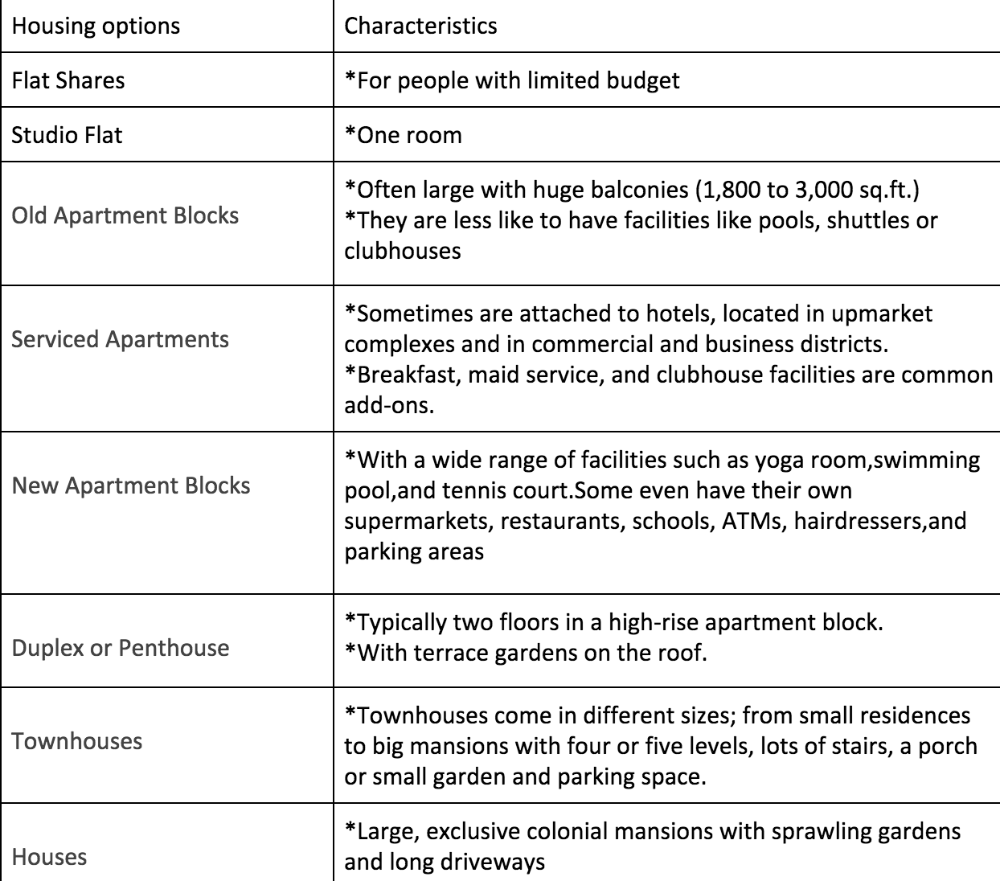 Housing options
Characteristics
Flat Shares
*For people with limited budget
Studio Flat
*One room
Old Apartment Blocks
*Often large with huge balconies (1,800 to 3,000 sq.ft.)
*They are less like to have facilities like pools, shuttles or
clubhouses
Serviced Apartments
*Sometimes are attached to hotels, located in upmarket
complexes and in commercial and business districts.
*Breakfast, maid service, and clubhouse facilities are common
add-ons.
New Apartment Blocks
*With a wide range of facilities such as yoga room,swimming
pool,and tennis court.Some even have their own
supermarkets, restaurants, schools, ATMs, hairdressers,and
parking areas
Duplex or Penthouse
*Typically two floors in a high-rise apartment block.
*With terrace gardens on the roof.
Townhouses
*Townhouses come in different sizes; from small residences
to big mansions with four or five levels, lots of stairs, a porch
or small garden and parking space.
Houses
*Large, exclusive colonial mansions with sprawling gardens
and long driveways